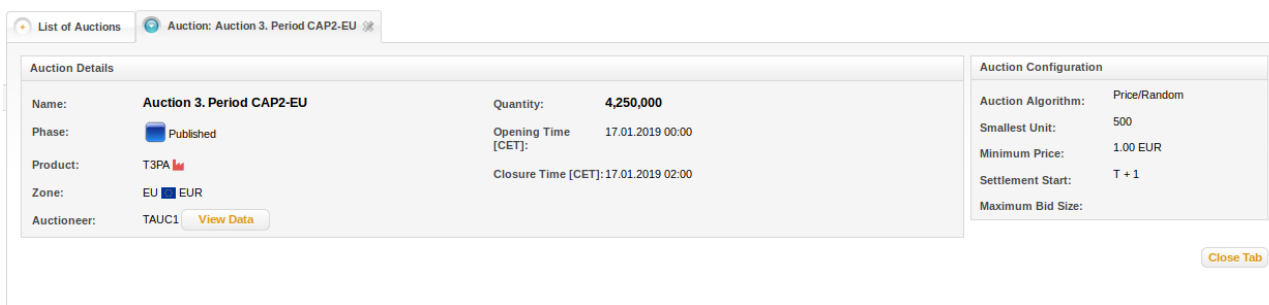 List of Auctions
Auction: Auction 3. Period CAP2-EU
Auction Details
Name: Auction 3. Period CAP2-EU
Phase: Published
Product: T3PA
Zone: EU EUR
Auctioneer: TAUC1 View Data
Quantity: 4,250,000
Opening Time 17.01.2019 00:00
[CET]:
Closure Time [CET]: 17.01.2019 02:00
Auction Configuration
Auction Algorithm: Price/Random
Smallest Unit: 500
Minimum Price: 1.00 EUR
Settlement Start: T + 1
Maximum Bid Size:
Close Tab